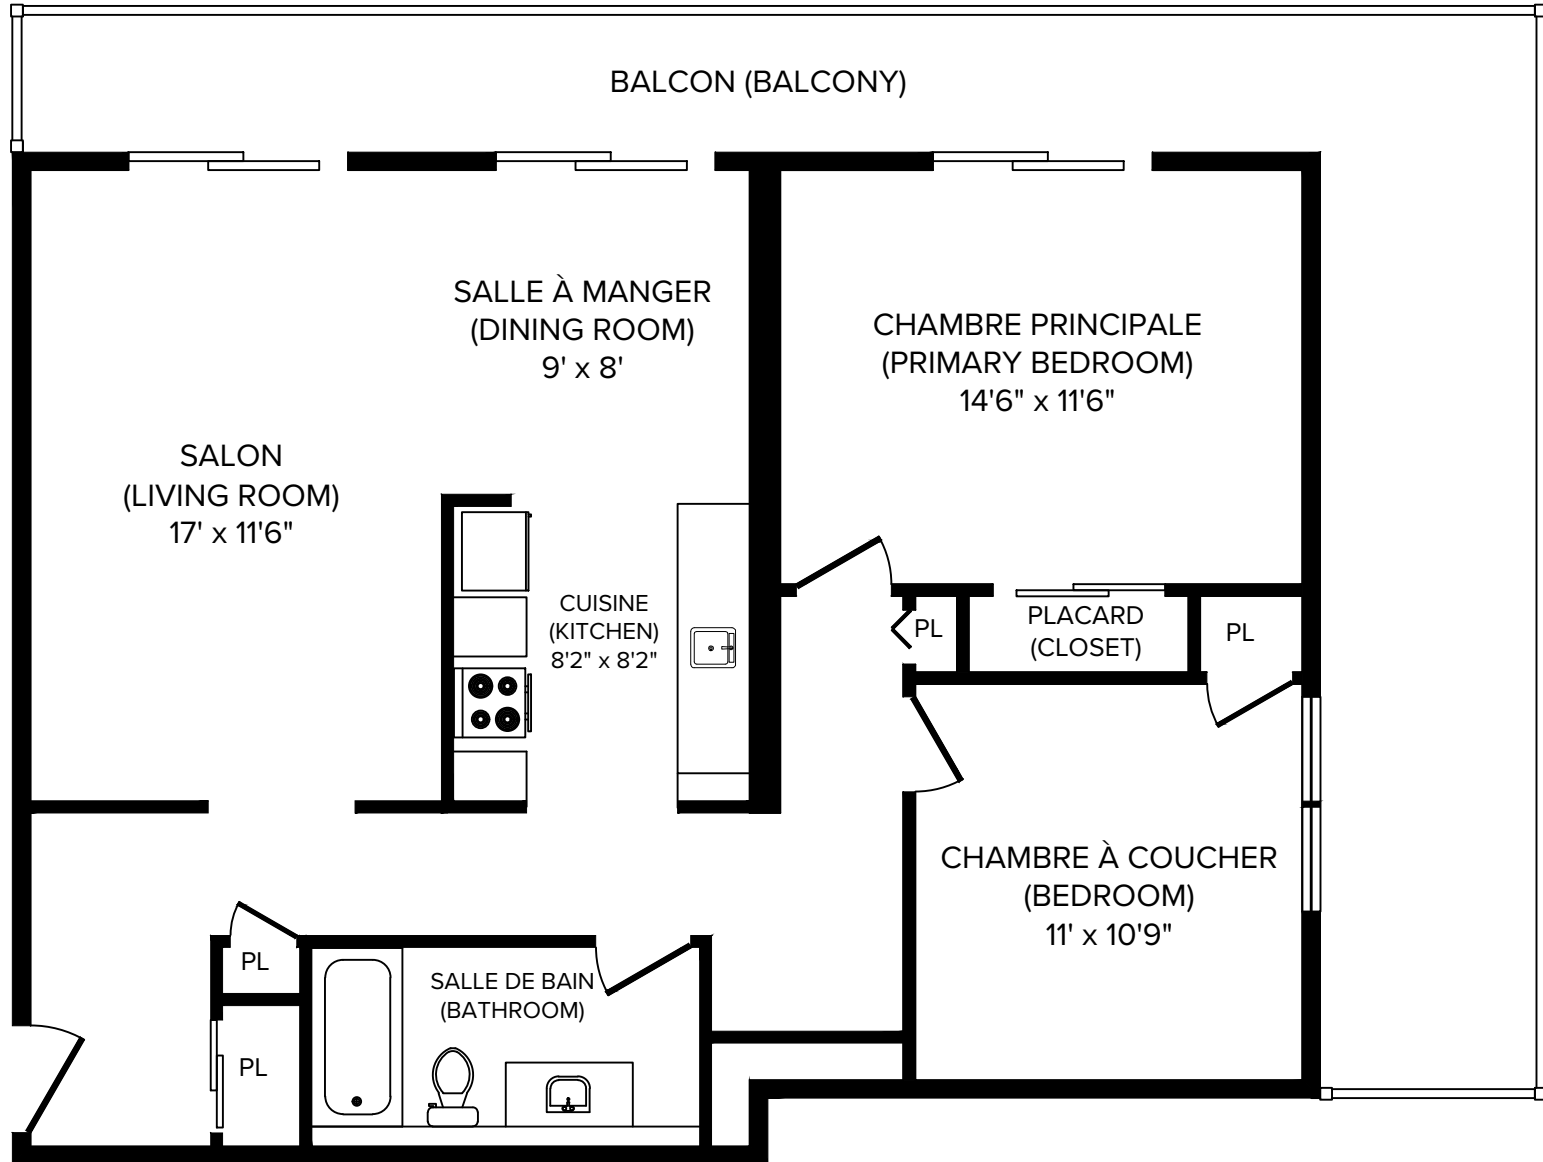 BALCON (BALCONY)
SALLE À MANGER
(DINING ROOM)
9' x 8'
CHAMBRE PRINCIPALE
(PRIMARY BEDROOM)
14'6" x 11'6"
SALON
(LIVING ROOM)
17' x 11'6"
CUISINE
(KITCHEN)
8'2" x 8'2"
PL
PLACARD
(CLOSET)
PL
CHAMBRE À COUCHER
(BEDROOM)
11' x 10'9"
PL
SALLE DE BAIN
(BATHROOM)
PL